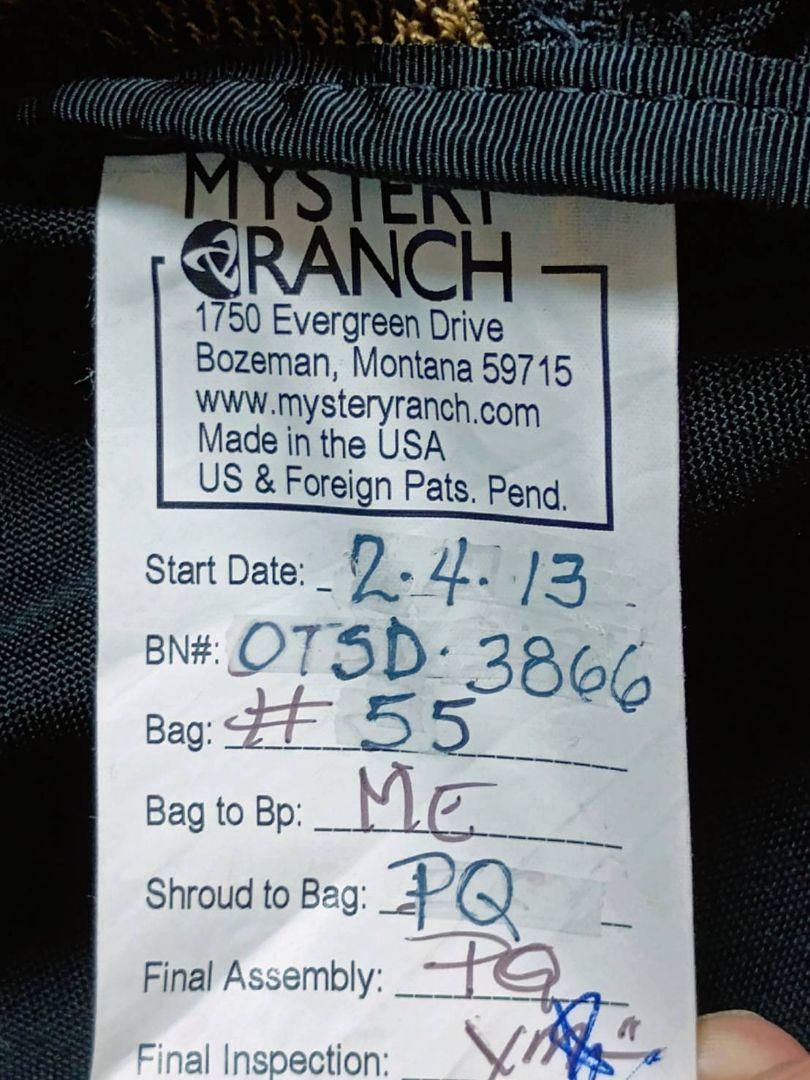 MYSTERY
RANCH
1750 Evergreen Drive
Bozeman, Montana 59715
www.mysteryranch.com
Made in the USA
US & Foreign Pats. Pend.
Start Date: 2.4.13
BN#: OTSD.3866
Bag: # 55
Bag to Bp: ME
Shroud to Bag: PQ
Final Assembly: PQ
Final Inspection: